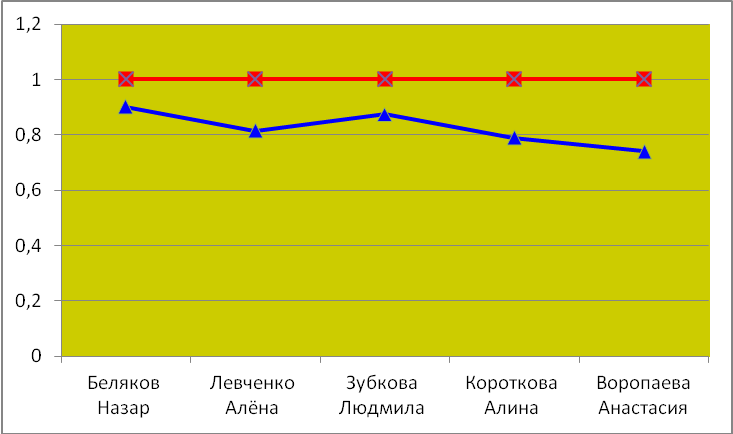 1,2
1
0,8
0,6
0,4
0,2
0
Беляков Назар
Левченко Алёна
Зубкова Людмила
Короткова Алина
Воропаева Анастасия